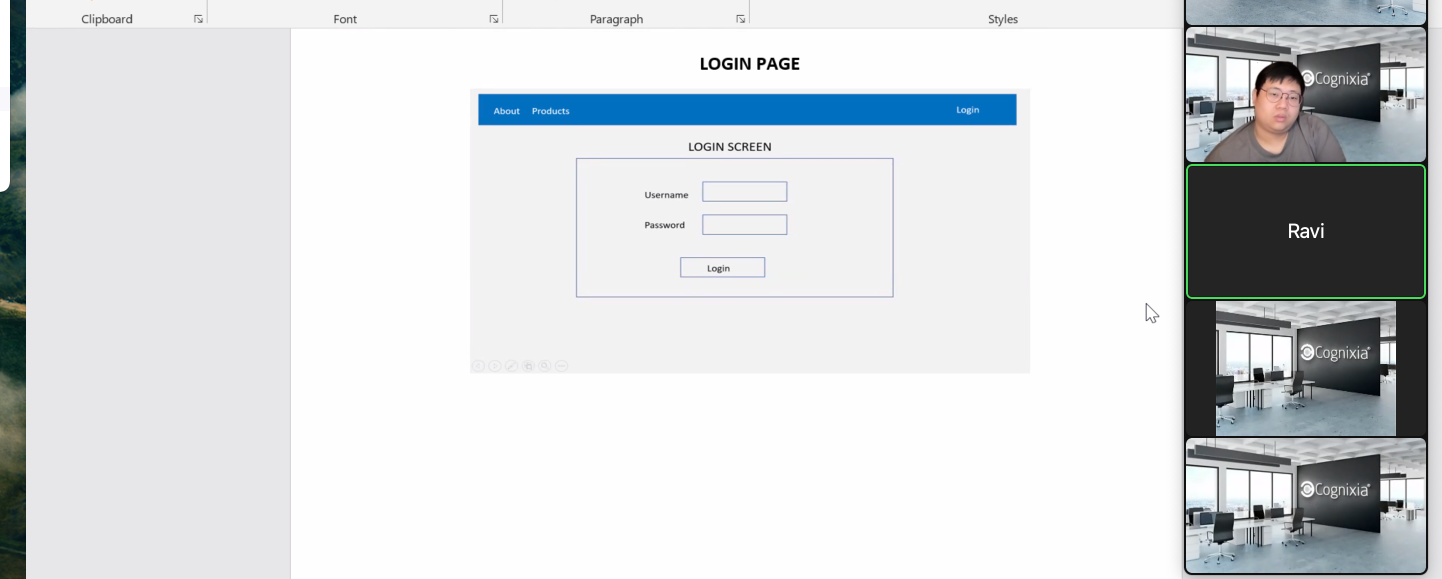 Clipboard
Font
Paragraph
Styles
LOGIN PAGE
About Products Login
LOGIN SCREEN
Username
Password
Login
Cognixia
Ravi
Cognixia
Cognixia